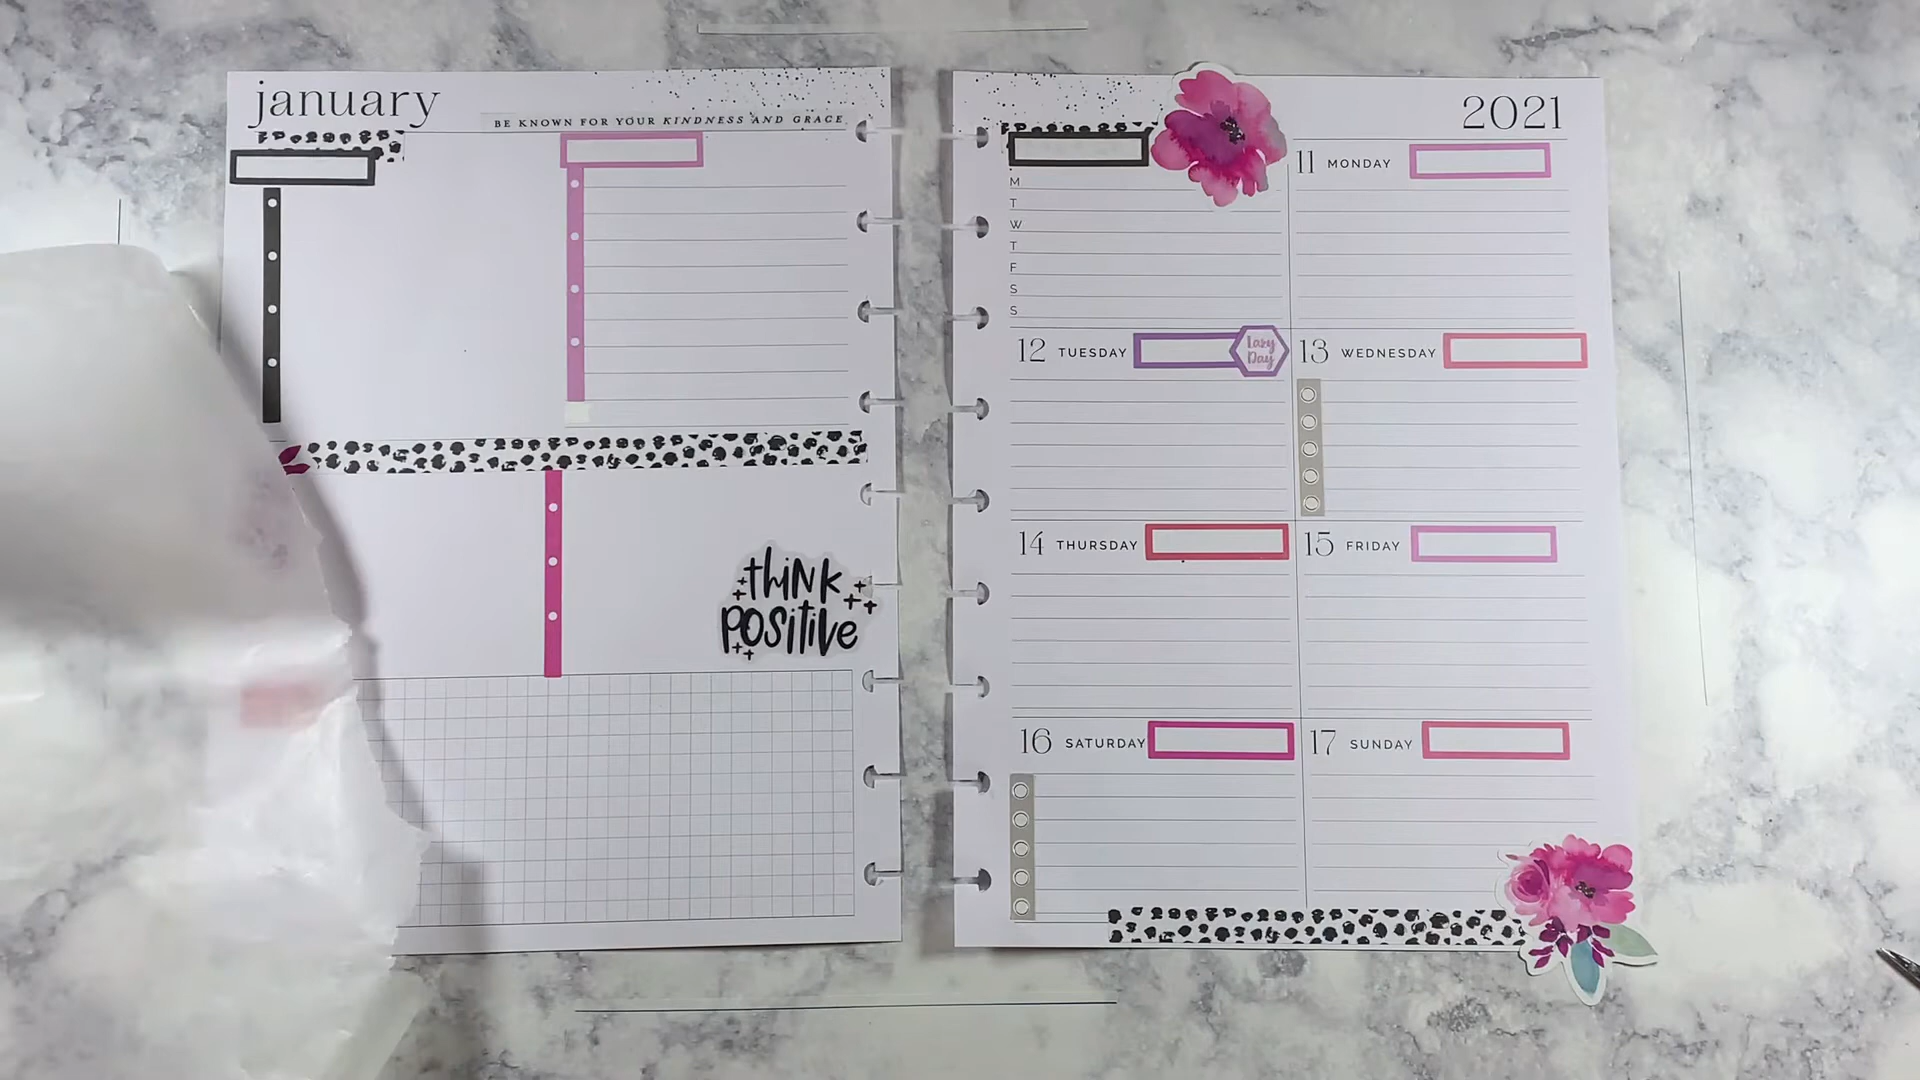 january
BE KNOWN FOR YOUR KINDNESS AND GRACE
think
positive
2021
M
T
W
T
F
S
S
11 MONDAY
12 TUESDAY
Lazy
Day
13 WEDNESDAY
14 THURSDAY
15 FRIDAY
16 SATURDAY
17 SUNDAY